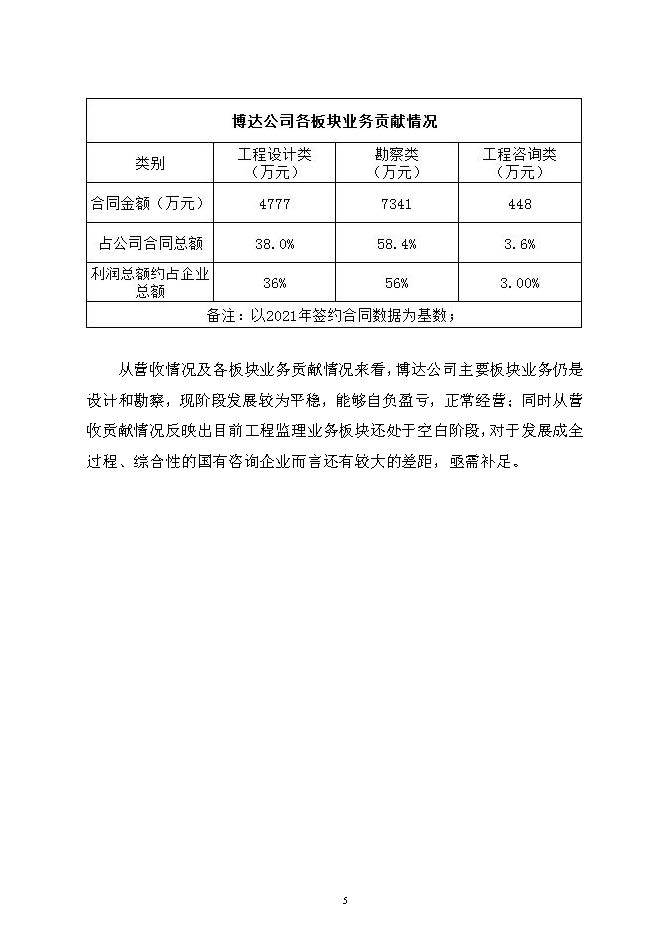 博达公司各板块业务贡献情况
类别
工程设计类
（万元）
勘察类
（万元）
工程咨询类
（万元）
合同金额（万元）
4777
7341
448
占公司合同总额
38.0%
58.4%
3.6%
利润总额约占企业
总额
36%
56%
3.00%
备注：以2021年签约合同数据为基数；
从营收情况及各板块业务贡献情况来看，博达公司主要板块业务仍是
设计和勘察，现阶段发展较为平稳，能够自负盈亏，正常经营；同时从营
收贡献情况反映出目前工程监理业务板块还处于空白阶段，对于发展成全
过程、综合性的国有咨询企业而言还有较大的差距，亟需补足。
5